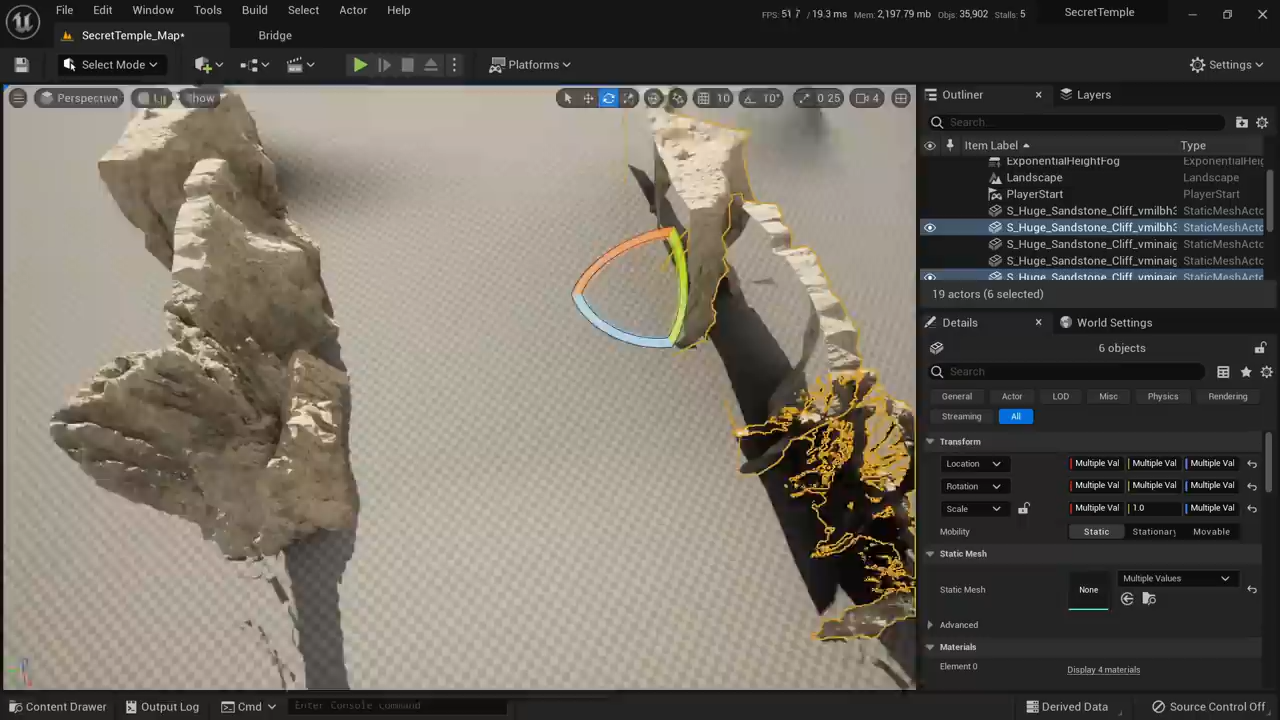 File Edit Window Tools Build Select Actor Help
FPS: 51.7 / 19.3 ms Mem: 2,197.79 mb Objs: 35,902 Stalls: 5
SecretTemple
SecretTemple_Map*
Bridge
Select Mode
Platforms
Settings
Perspective
Show
10
10°
0 25
4
Outliner
Layers
Search...
Item Label
Type
ExponentialHeightFog ExponentialHeig
Landscape Landscape
PlayerStart PlayerStart
S_Huge_Sandstone_Cliff_vmilbh3 StaticMeshActo
S_Huge_Sandstone_Cliff_vmilbh3 StaticMeshActo
S_Huge_Sandstone_Cliff_vminaig StaticMeshActo
S_Huge_Sandstone_Cliff_vminaig StaticMeshActo
S_Huge_Sandstone_Cliff_vminaig StaticMeshActo
19 actors (6 selected)
Details
World Settings
6 objects
Search
General Actor LOD Misc Physics Rendering
Streaming All
Transform
Location Multiple Val Multiple Val Multiple Val
Rotation Multiple Val Multiple Val Multiple Val
Scale Multiple Val 1.0 Multiple Val
Mobility Static Stationary Movable
Static Mesh
Static Mesh None Multiple Values
Advanced
Materials
Element 0 Display 4 materials
Content Drawer
Output Log
Cmd
Enter Console Command
Derived Data
Source Control Off